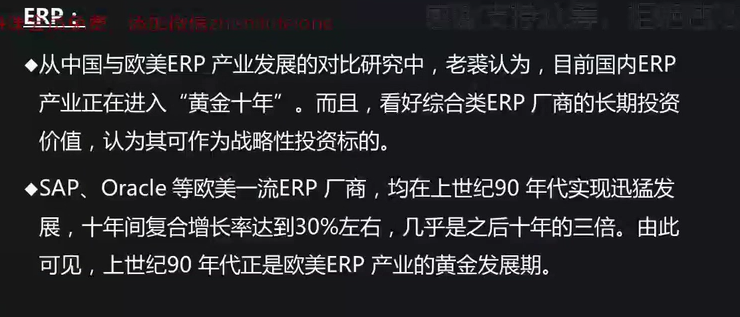 ERP：
◆从中国与欧美ERP 产业发展的对比研究中，老裘认为，目前国内ERP
产业正在进入“黄金十年”。而且，看好综合类ERP 厂商的长期投资
价值，认为其可作为战略性投资标的。
◆SAP、Oracle 等欧美一流ERP 厂商，均在上世纪90 年代实现迅猛发
展，十年间复合增长率达到30%左右，几乎是之后十年的三倍。由此
可见，上世纪90 年代正是欧美ERP 产业的黄金发展期。